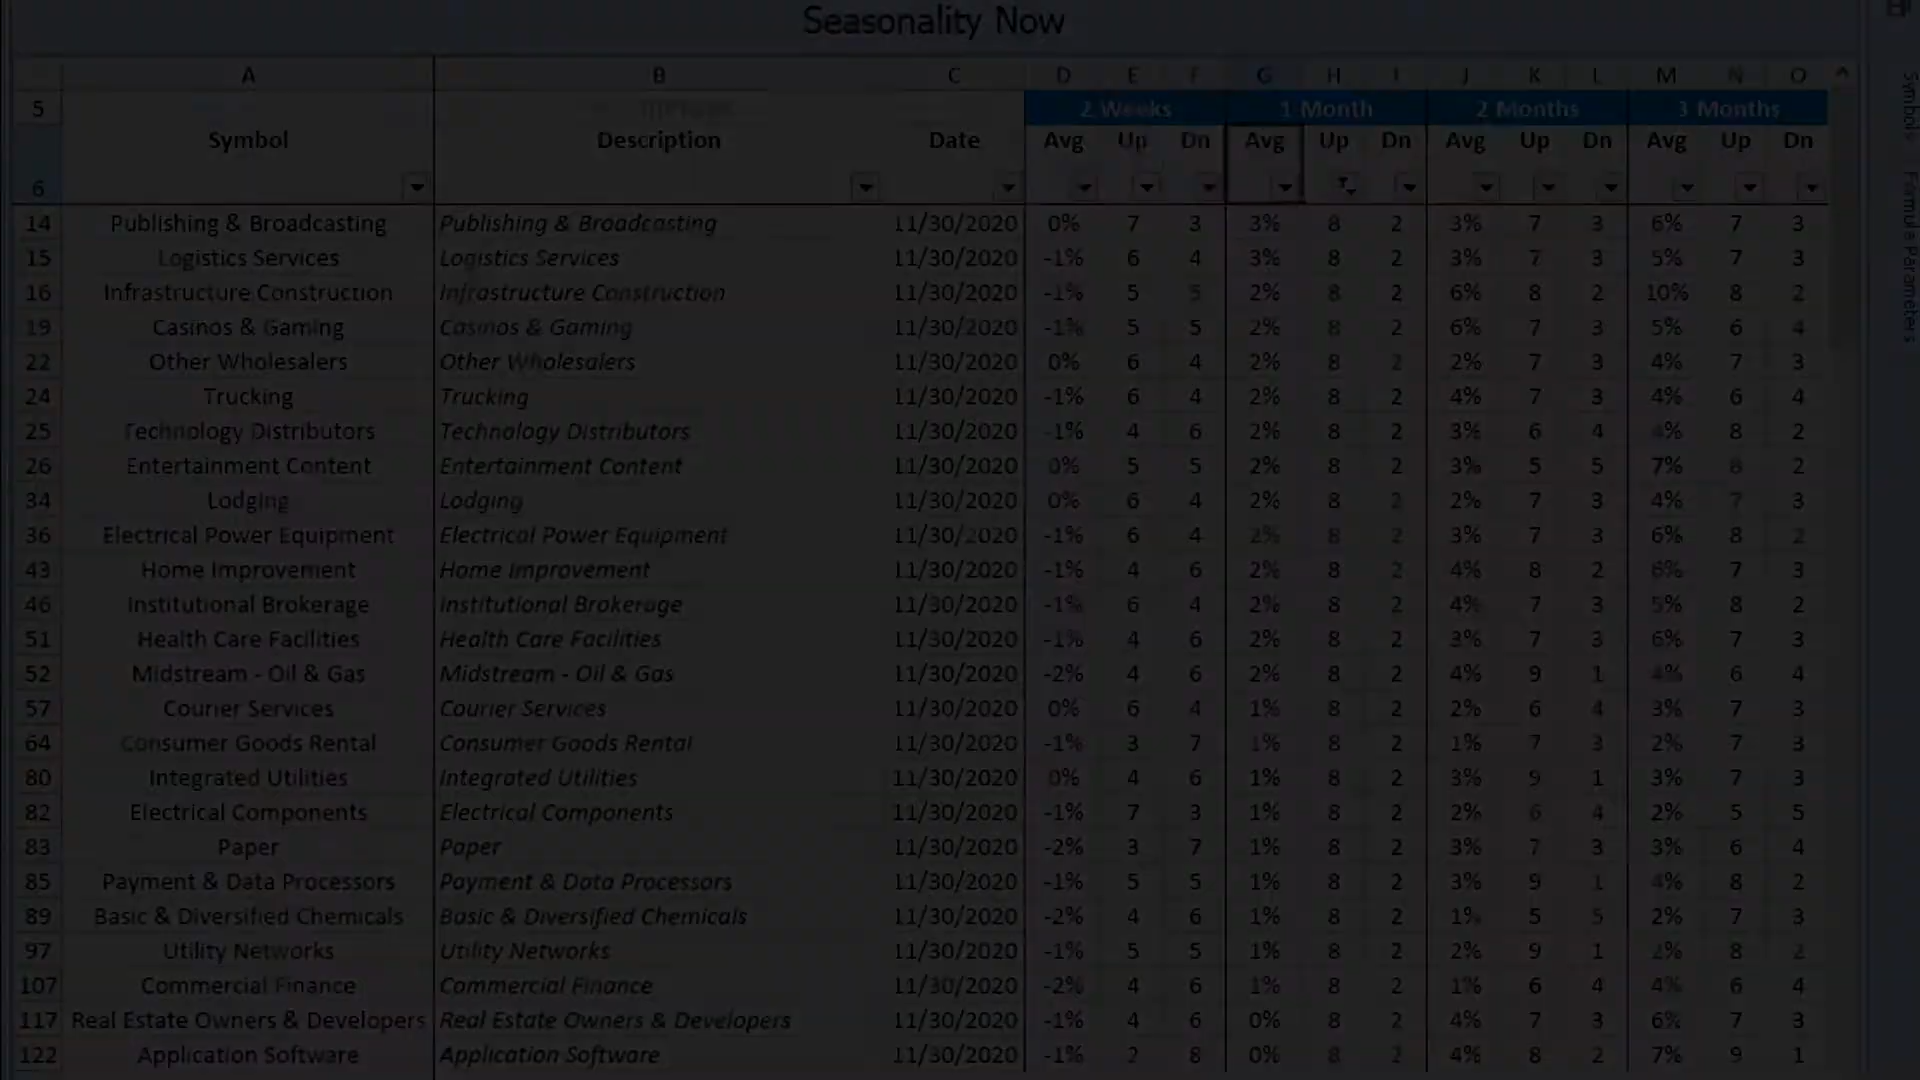 Seasonality Now
A B C D E F G H I J K L M N O
5 2 Weeks 1 Month 2 Months 3 Months
Symbol Description Date Avg Up Dn Avg Up Dn Avg Up Dn Avg Up Dn
6
14 Publishing & Broadcasting Publishing & Broadcasting 11/30/2020 0% 7 3 3% 8 2 3% 7 3 6% 7 3
15 Logistics Services Logistics Services 11/30/2020 -1% 6 4 3% 8 2 3% 7 3 5% 7 3
16 Infrastructure Construction Infrastructure Construction 11/30/2020 -1% 5 5 2% 8 2 6% 8 2 10% 8 2
19 Casinos & Gaming Casinos & Gaming 11/30/2020 -1% 5 5 2% 8 2 6% 7 3 5% 6 4
22 Other Wholesalers Other Wholesalers 11/30/2020 0% 6 4 2% 8 2 2% 7 3 4% 7 3
24 Trucking Trucking 11/30/2020 -1% 6 4 2% 8 2 4% 7 3 4% 6 4
25 Technology Distributors Technology Distributors 11/30/2020 -1% 4 6 2% 8 2 3% 6 4 4% 8 2
26 Entertainment Content Entertainment Content 11/30/2020 0% 5 5 2% 8 2 3% 5 5 7% 8 2
34 Lodging Lodging 11/30/2020 0% 6 4 2% 8 2 2% 7 3 4% 7 3
36 Electrical Power Equipment Electrical Power Equipment 11/30/2020 -1% 6 4 2% 8 2 3% 7 3 6% 8 2
43 Home Improvement Home Improvement 11/30/2020 -1% 4 6 2% 8 2 4% 8 2 6% 7 3
46 Institutional Brokerage Institutional Brokerage 11/30/2020 -1% 6 4 2% 8 2 4% 7 3 5% 8 2
51 Health Care Facilities Health Care Facilities 11/30/2020 -1% 4 6 2% 8 2 3% 7 3 6% 7 3
52 Midstream - Oil & Gas Midstream - Oil & Gas 11/30/2020 -2% 4 6 2% 8 2 4% 9 1 4% 6 4
57 Courier Services Courier Services 11/30/2020 0% 6 4 1% 8 2 2% 6 4 3% 7 3
64 Consumer Goods Rental Consumer Goods Rental 11/30/2020 -1% 3 7 1% 8 2 1% 7 3 2% 7 3
80 Integrated Utilities Integrated Utilities 11/30/2020 0% 4 6 1% 8 2 3% 9 1 3% 7 3
82 Electrical Components Electrical Components 11/30/2020 -1% 7 3 1% 8 2 2% 6 4 2% 5 5
83 Paper Paper 11/30/2020 -2% 3 7 1% 8 2 3% 7 3 3% 6 4
85 Payment & Data Processors Payment & Data Processors 11/30/2020 -1% 5 5 1% 8 2 3% 9 1 4% 8 2
89 Basic & Diversified Chemicals Basic & Diversified Chemicals 11/30/2020 -2% 4 6 1% 8 2 1% 5 5 2% 7 3
97 Utility Networks Utility Networks 11/30/2020 -1% 5 5 1% 8 2 2% 9 1 2% 8 2
107 Commercial Finance Commercial Finance 11/30/2020 -2% 4 6 1% 8 2 1% 6 4 4% 6 4
117 Real Estate Owners & Developers Real Estate Owners & Developers 11/30/2020 -1% 4 6 0% 8 2 4% 7 3 6% 7 3
122 Application Software Application Software 11/30/2020 -1% 2 8 0% 8 2 4% 8 2 7% 9 1
Symbols
Formula Parameters